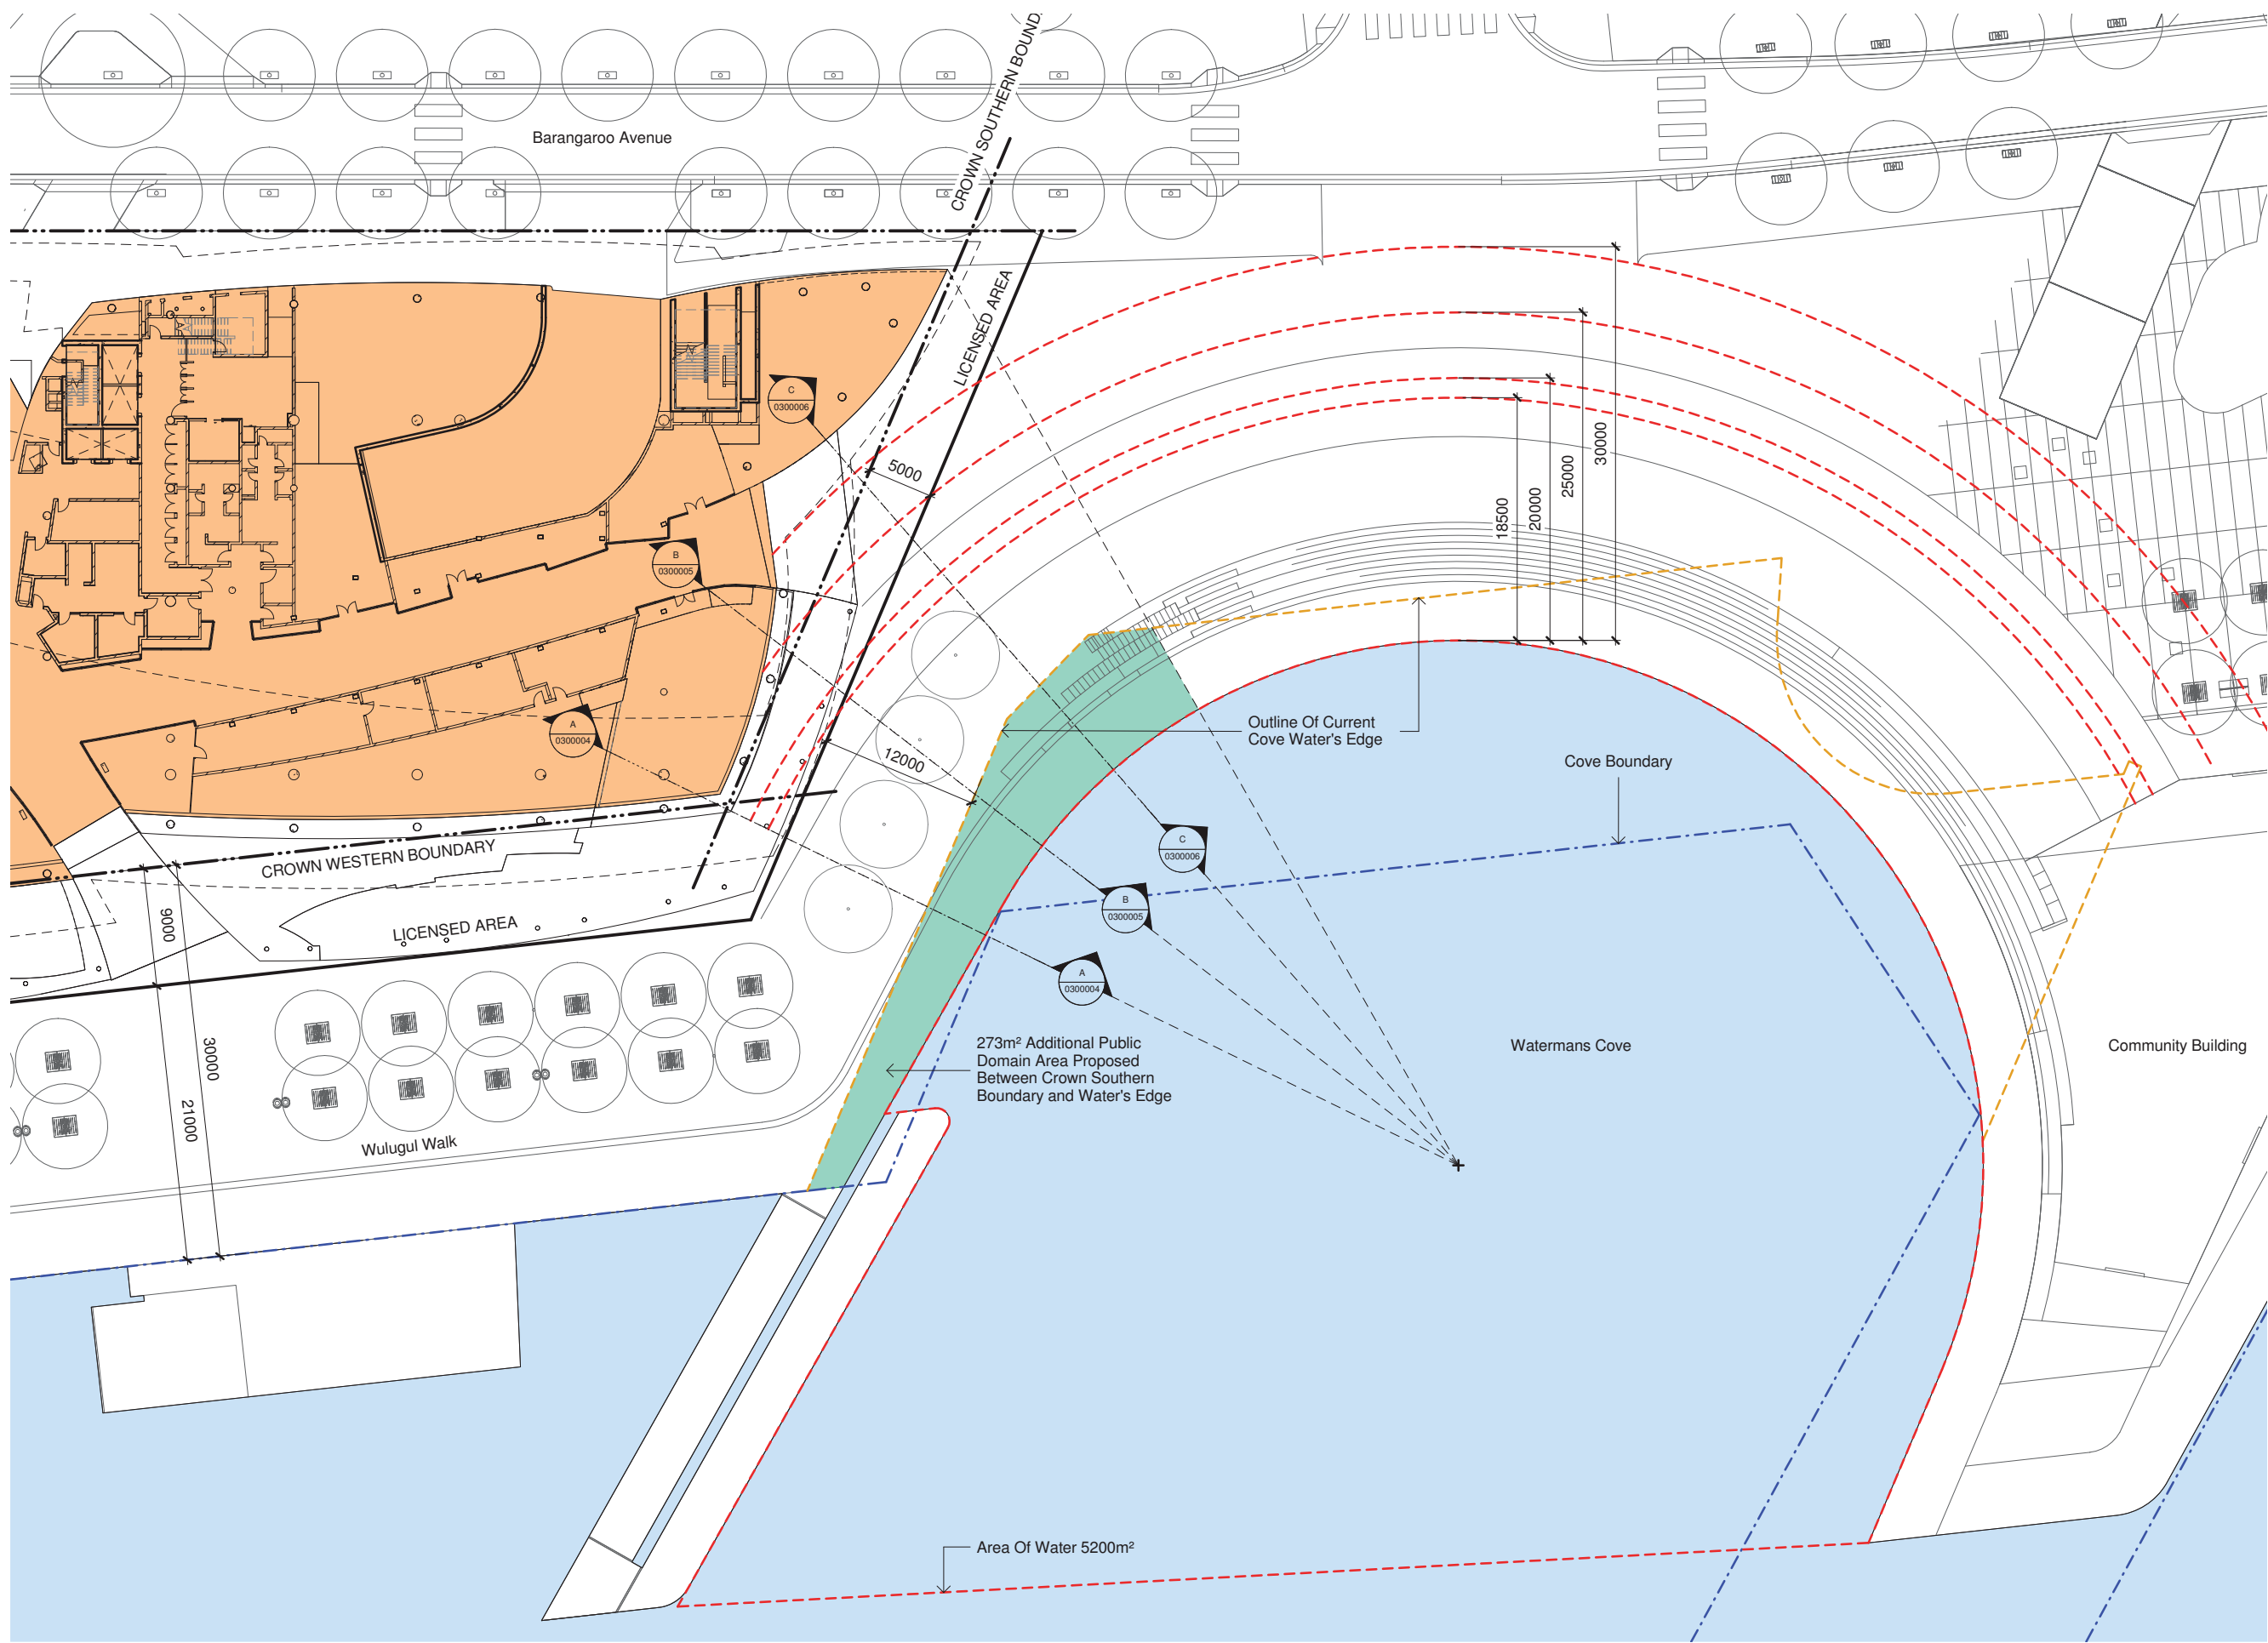 Barangaroo Avenue
CROWN SOUTHERN BOUND
LICENSED AREA
C
0300006
5000
B
0300005
A
0300004
12000
18500
20000
25000
30000
Outline Of Current
Cove Water's Edge
Cove Boundary
CROWN WESTERN BOUNDARY
LICENSED AREA
9000
30000
21000
C
0300006
B
0300005
A
0300004
273m² Additional Public
Domain Area Proposed
Between Crown Southern
Boundary and Water's Edge
Watermans Cove
Community Building
Wulugul Walk
Area Of Water 5200m²